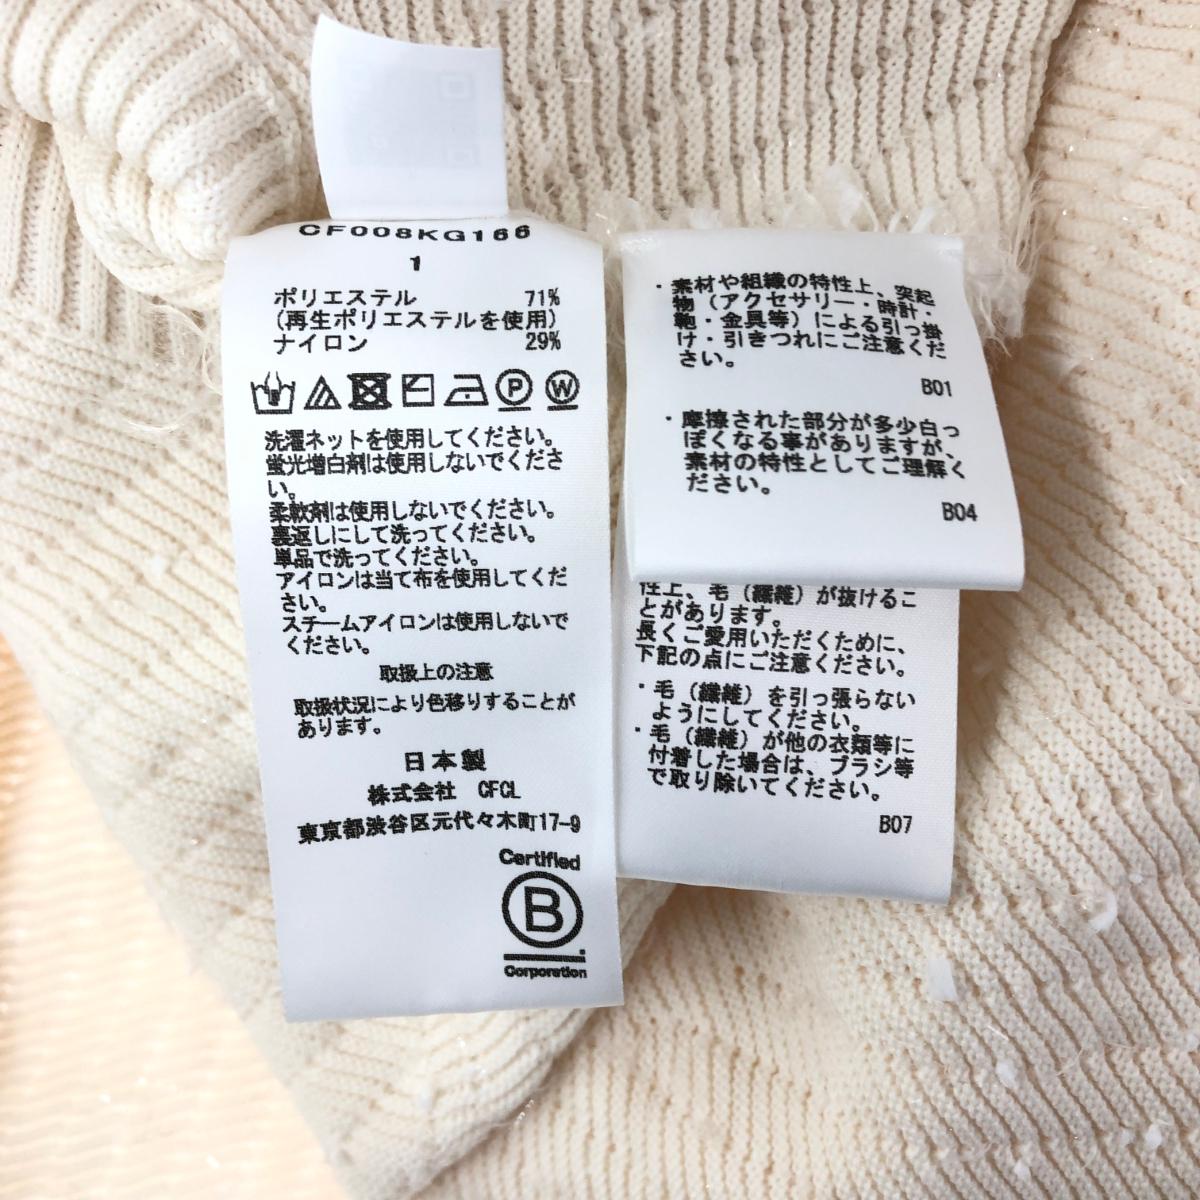 CF008KG166
1
ポリエステル 71%
(再生ポリエステルを使用)
ナイロン 29%
P W
洗濯ネットを使用してください。
蛍光増白剤は使用しないでくださ
い。
柔軟剤は使用しないでください。
裏返しにして洗ってください。
単品で洗ってください。
アイロンは当て布を使用してくだ
さい。
スチームアイロンは使用しないで
ください。
取扱上の注意
取扱状況により色移りすることが
あります。
日本製
株式会社 CFCL
東京都渋谷区元代々木町17-9
Certified
B
Corporation
・素材や組織の特性上、突起
物(アクセサリー・時計・
鞄・金具等)による引っ掛
け・引きつれにご注意くだ
さい。
B01
・摩擦された部分が多少白っ
ぽくなる事がありますが、
素材の特性としてご理解く
ださい。
B04
性上、毛(繊維)が抜けるこ
とがあります。
長くご愛用いただくために、
下記の点にご注意ください。
・毛(繊維)を引っ張らない
ようにしてください。
・毛(繊維)が他の衣類等に
付着した場合は、ブラシ等
で取り除いてください。
B07